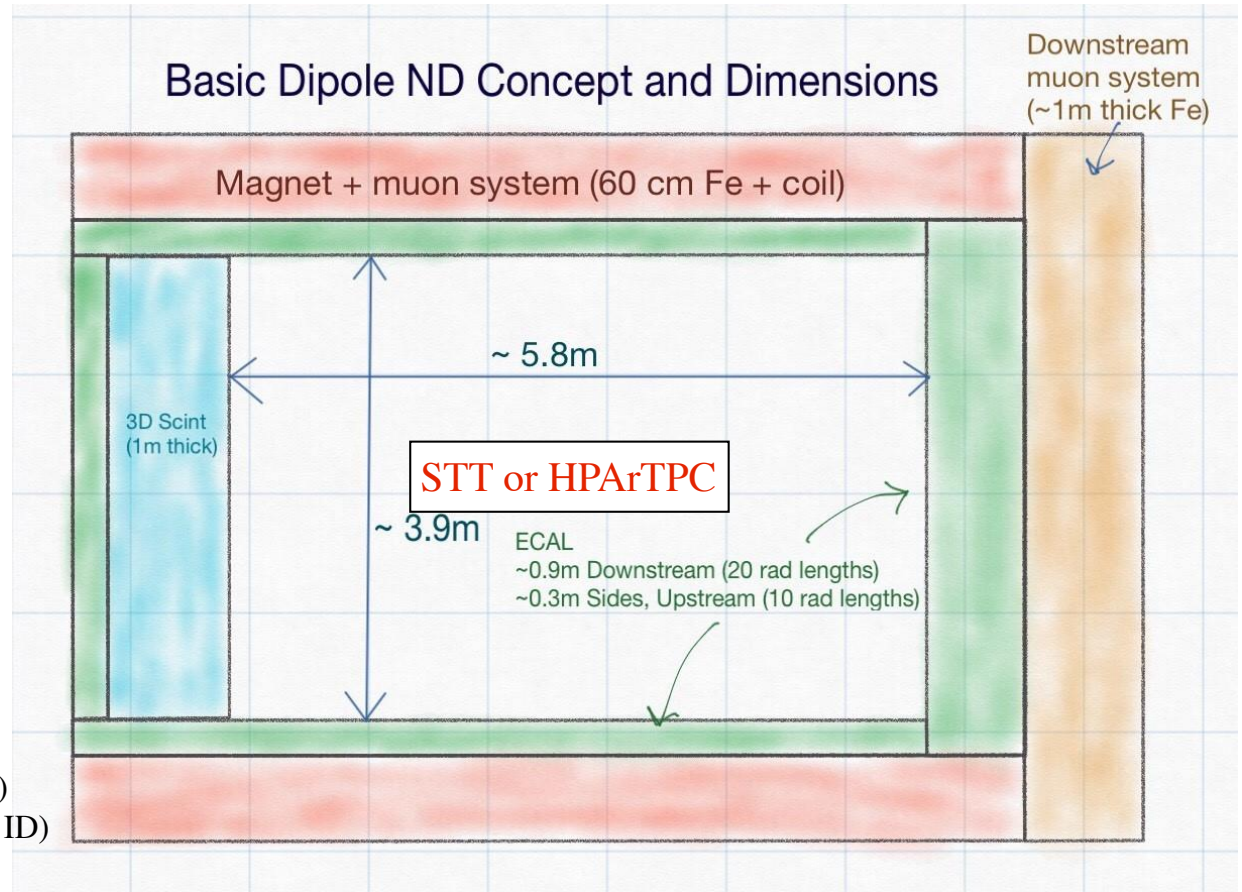 Basic Dipole ND Concept and Dimensions
Downstream
muon system
(~1m thick Fe)
Magnet + muon system (60 cm Fe + coil)
~ 5.8m
3D Scint
(1m thick)
STT or HPArTPC
~ 3.9m
ECAL
~0.9m Downstream (20 rad lengths)
~0.3m Sides, Upstream (10 rad lengths)
)
ID)